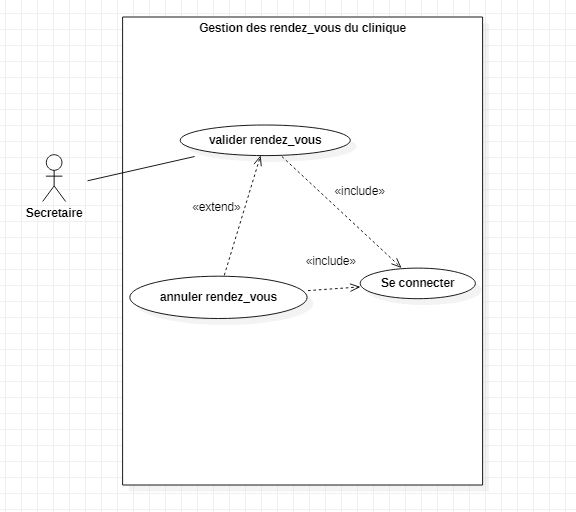 Gestion des rendez_vous du clinique
valider rendez_vous
«include»
«extend»
Secretaire
«include»
Se connecter
annuler rendez_vous